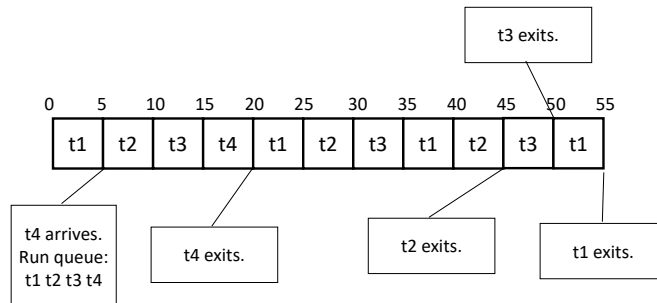 t3 exits.
0 5 10 15 20 25 30 35 40 45 50 55
t1 t2 t3 t4 t1 t2 t3 t1 t2 t3 t1
t4 arrives.
Run queue:
t1 t2 t3 t4
t4 exits.
t2 exits.
t1 exits.